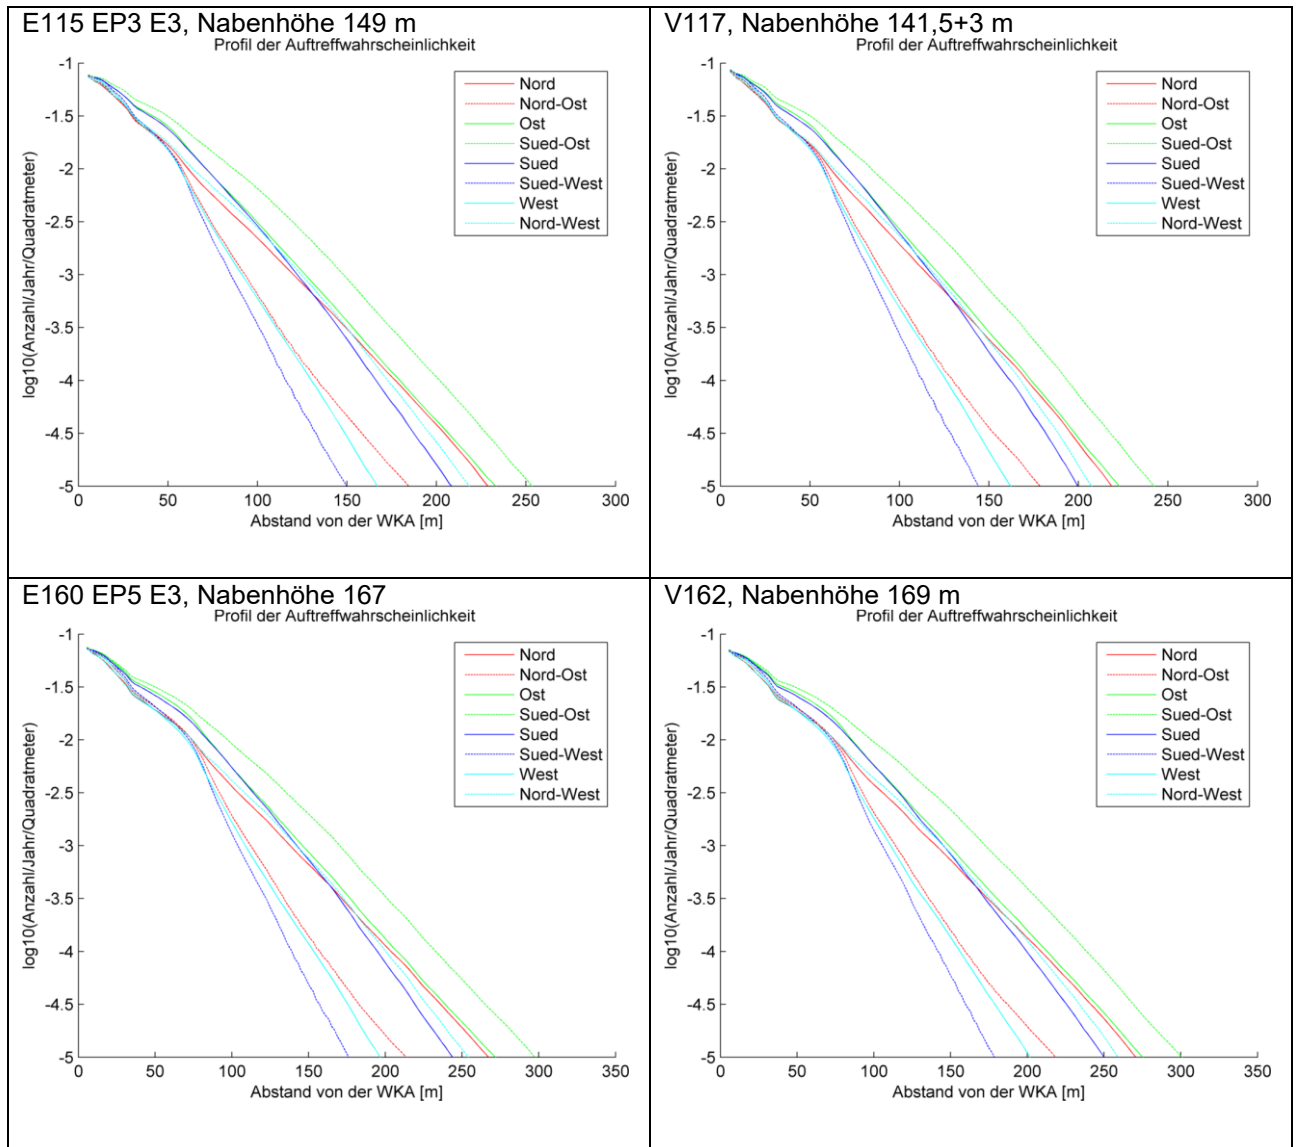 E115 EP3 E3, Nabenhöhe 149 m
Profil der Auftreffwahrscheinlichkeit
log10(Anzahl/Jahr/Quadratmeter)
-1
-1.5
-2
-2.5
-3
-3.5
-4
-4.5
-5
0 50 100 150 200 250 300
Abstand von der WKA [m]
Nord
Nord-Ost
Ost
Sued-Ost
Sued
Sued-West
West
Nord-West
V117, Nabenhöhe 141,5+3 m
Profil der Auftreffwahrscheinlichkeit
log10(Anzahl/Jahr/Quadratmeter)
-1
-1.5
-2
-2.5
-3
-3.5
-4
-4.5
-5
0 50 100 150 200 250 300
Abstand von der WKA [m]
Nord
Nord-Ost
Ost
Sued-Ost
Sued
Sued-West
West
Nord-West
E160 EP5 E3, Nabenhöhe 167
Profil der Auftreffwahrscheinlichkeit
log10(Anzahl/Jahr/Quadratmeter)
-1
-1.5
-2
-2.5
-3
-3.5
-4
-4.5
-5
0 50 100 150 200 250 300 350
Abstand von der WKA [m]
Nord
Nord-Ost
Ost
Sued-Ost
Sued
Sued-West
West
Nord-West
V162, Nabenhöhe 169 m
Profil der Auftreffwahrscheinlichkeit
log10(Anzahl/Jahr/Quadratmeter)
-1
-1.5
-2
-2.5
-3
-3.5
-4
-4.5
-5
0 50 100 150 200 250 300 350
Abstand von der WKA [m]
Nord
Nord-Ost
Ost
Sued-Ost
Sued
Sued-West
West
Nord-West